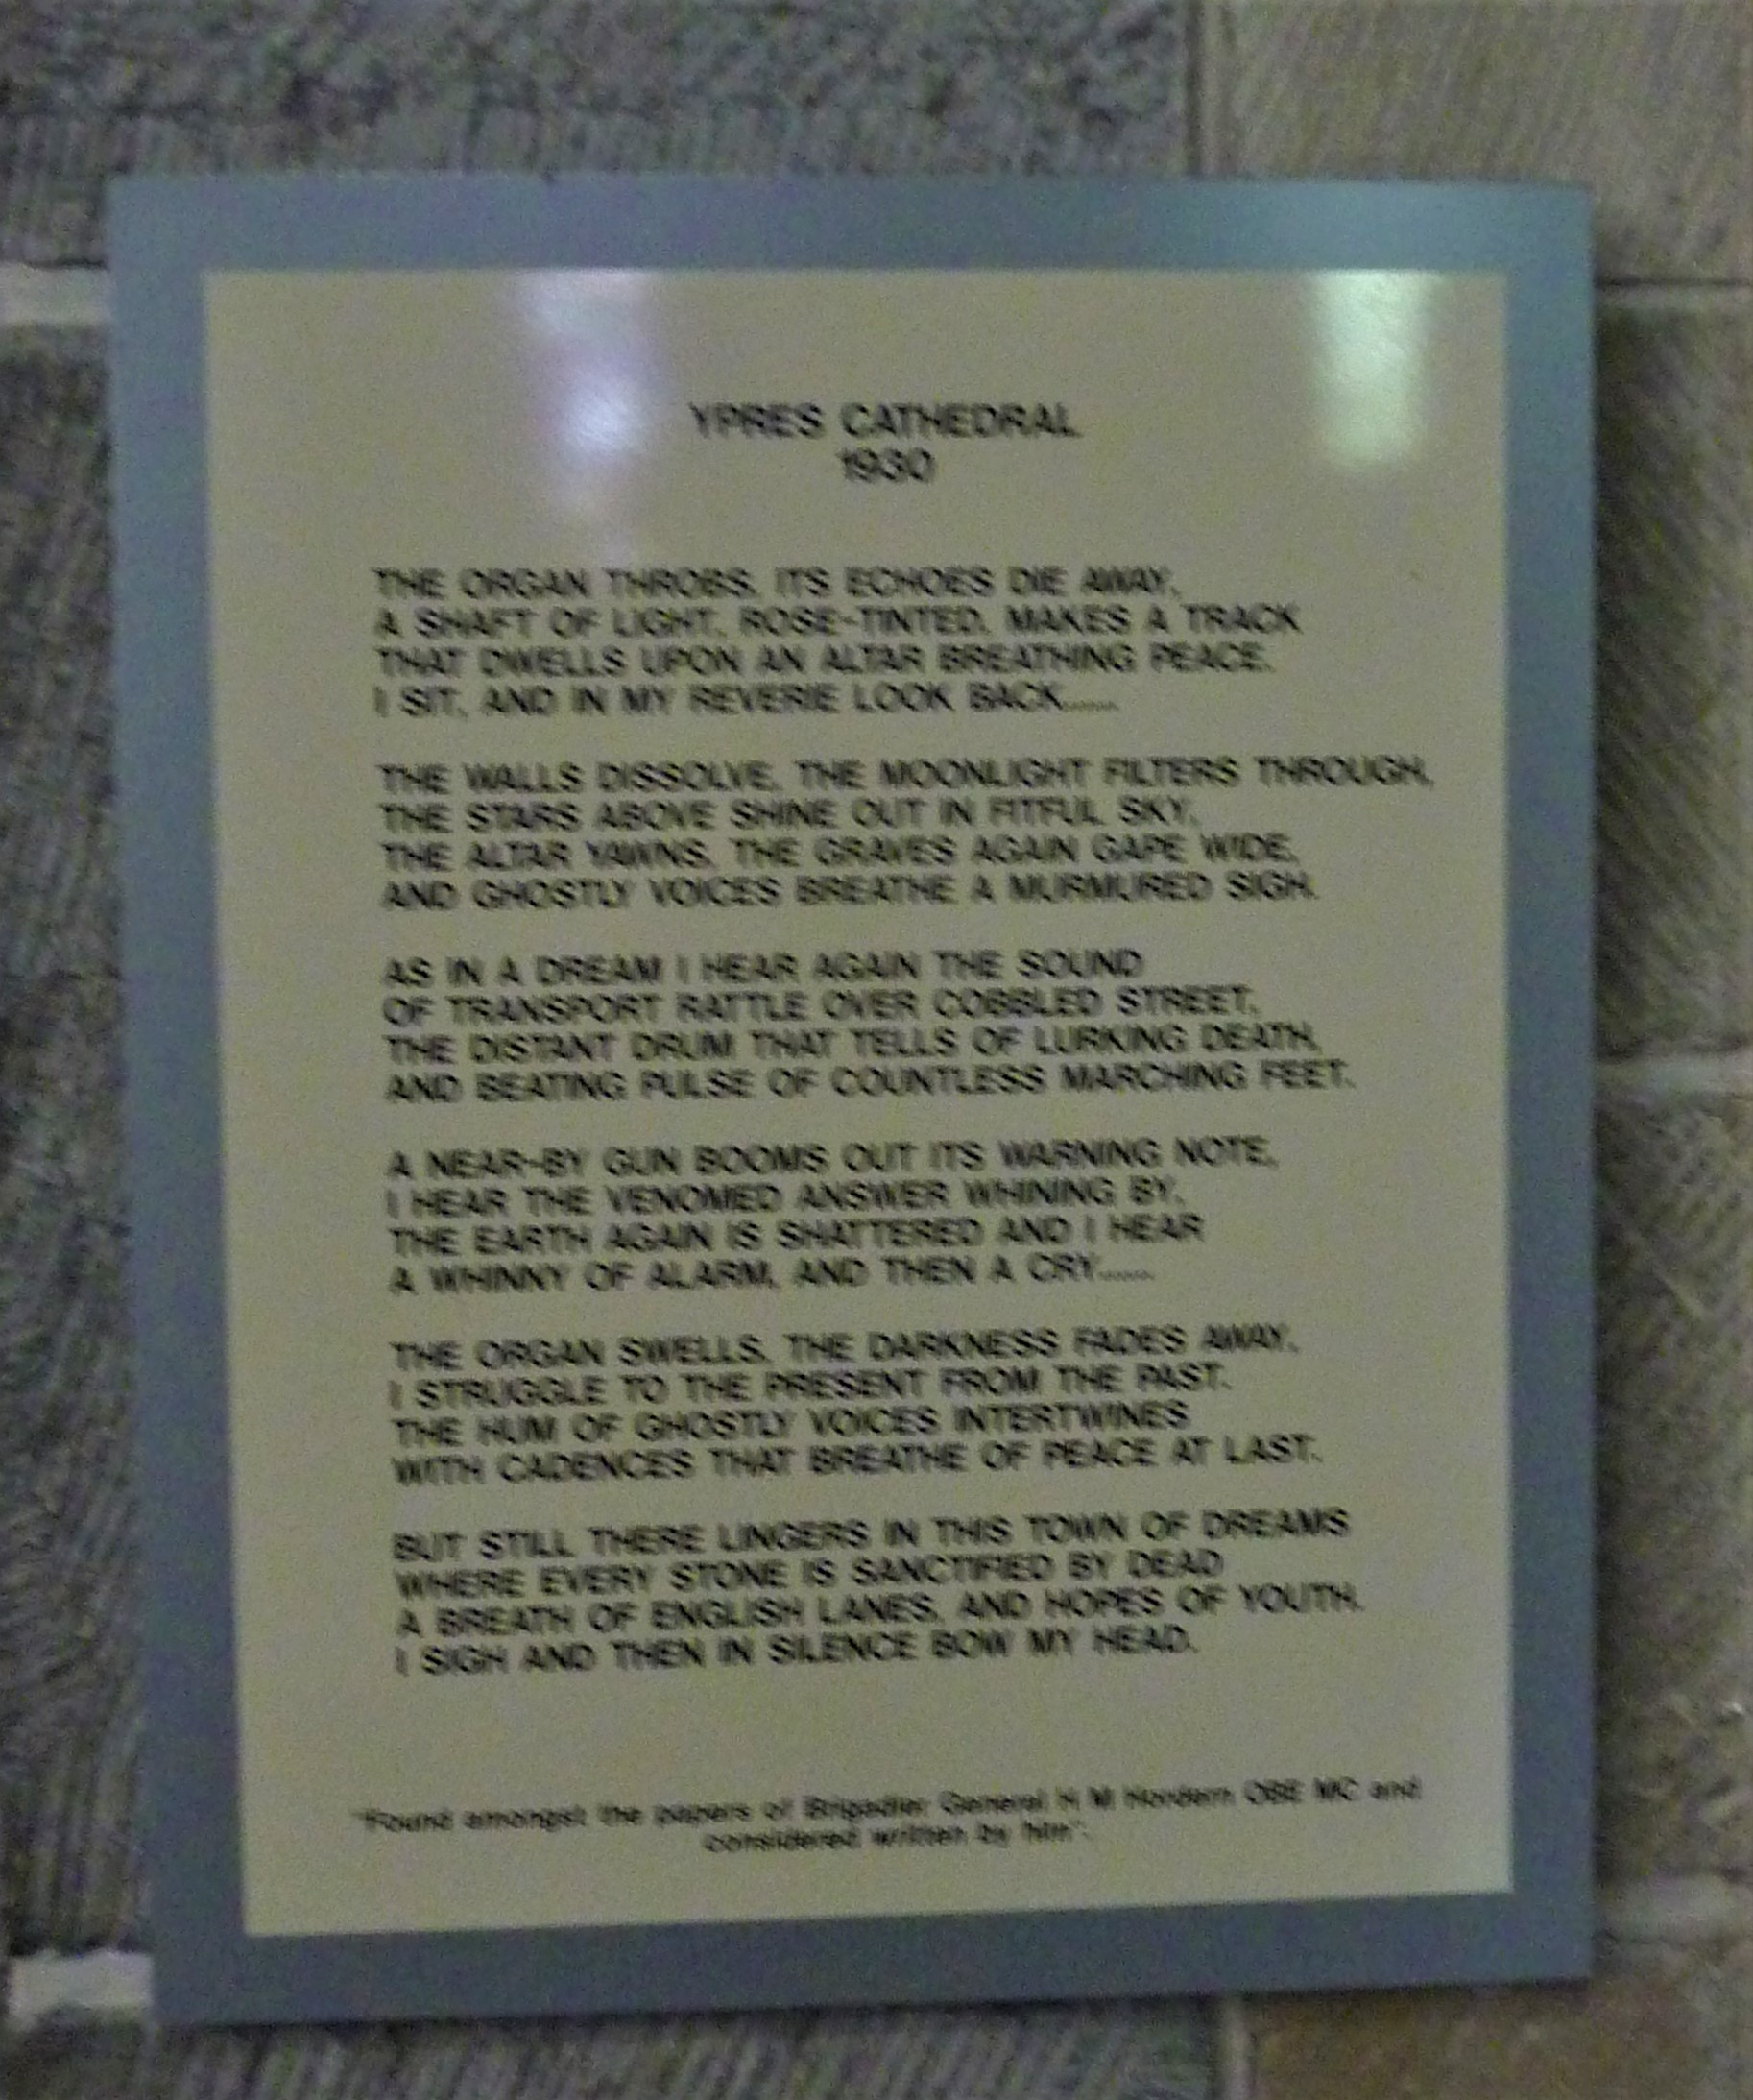 YPRES CATHEDRAL
1930
THE ORGAN THROBS, ITS ECHOES DIE AWAY,
A SHAFT OF LIGHT, ROSE-TINTED, MAKES A TRACK
THAT DWELLS UPON AN ALTAR BREATHING PEACE.
I SIT, AND IN MY REVERIE LOOK BACK......
THE WALLS DISSOLVE, THE MOONLIGHT FILTERS THROUGH,
THE STARS ABOVE SHINE OUT IN FITFUL SKY,
THE ALTAR YAWNS, THE GRAVES AGAIN GAPE WIDE,
AND GHOSTLY VOICES BREATHE A MURMURED SIGH.
AS IN A DREAM I HEAR AGAIN THE SOUND
OF TRANSPORT RATTLE OVER COBBLED STREET,
THE DISTANT DRUM THAT TELLS OF LURKING DEATH,
AND BEATING PULSE OF COUNTLESS MARCHING FEET.
A NEAR-BY GUN BOOMS OUT ITS WARNING NOTE,
I HEAR THE VENOMED ANSWER WHINING BY,
THE EARTH AGAIN IS SHATTERED AND I HEAR
A WHINNY OF ALARM, AND THEN A CRY......
THE ORGAN SWELLS, THE DARKNESS FADES AWAY,
I STRUGGLE TO THE PRESENT FROM THE PAST.
THE HUM OF GHOSTLY VOICES INTERTWINES
WITH CADENCES THAT BREATHE OF PEACE AT LAST.
BUT STILL THERE LINGERS IN THIS TOWN OF DREAMS
WHERE EVERY STONE IS SANCTIFIED BY DEAD
A BREATH OF ENGLISH LANES, AND HOPES OF YOUTH.
I SIGH AND THEN IN SILENCE BOW MY HEAD.
"Found amongst the papers of Brigadier General H M Hordern OBE MC and
considered written by him".